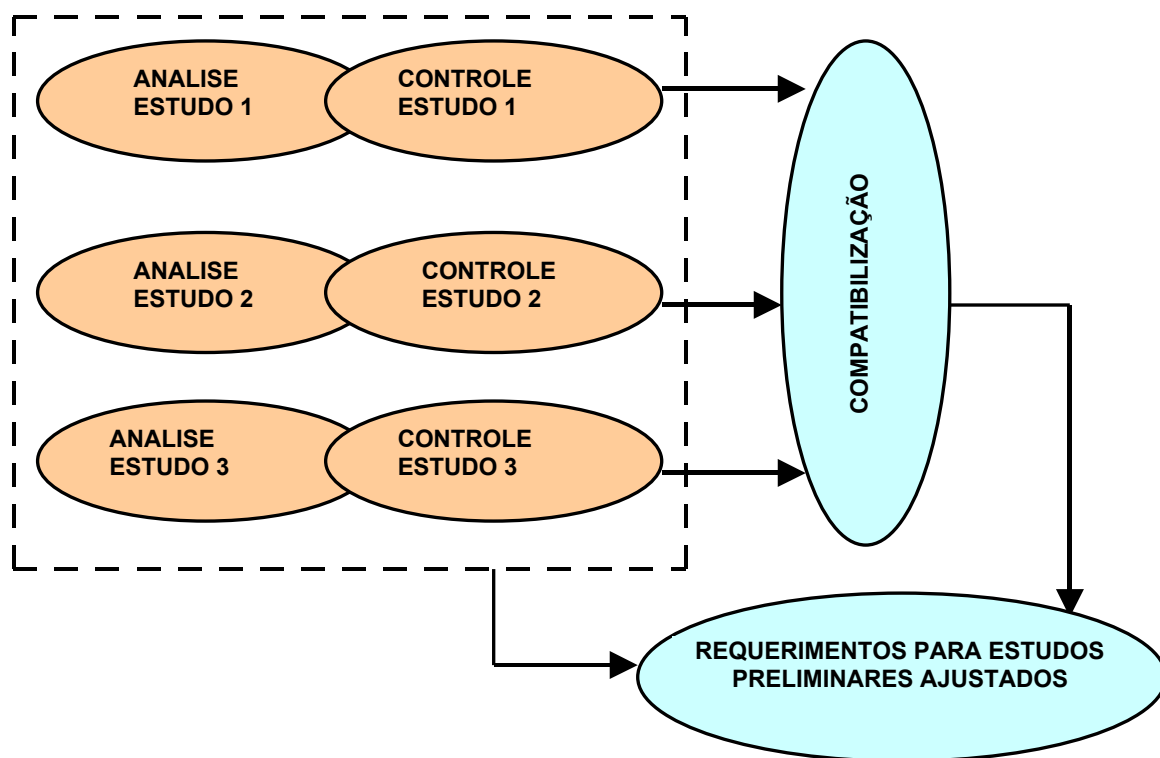 ANALISE
ESTUDO 1
CONTROLE
ESTUDO 1
ANALISE
ESTUDO 2
CONTROLE
ESTUDO 2
ANALISE
ESTUDO 3
CONTROLE
ESTUDO 3
COMPATIBILIZAÇÃO
REQUERIMENTOS PARA ESTUDOS
PRELIMINARES AJUSTADOS